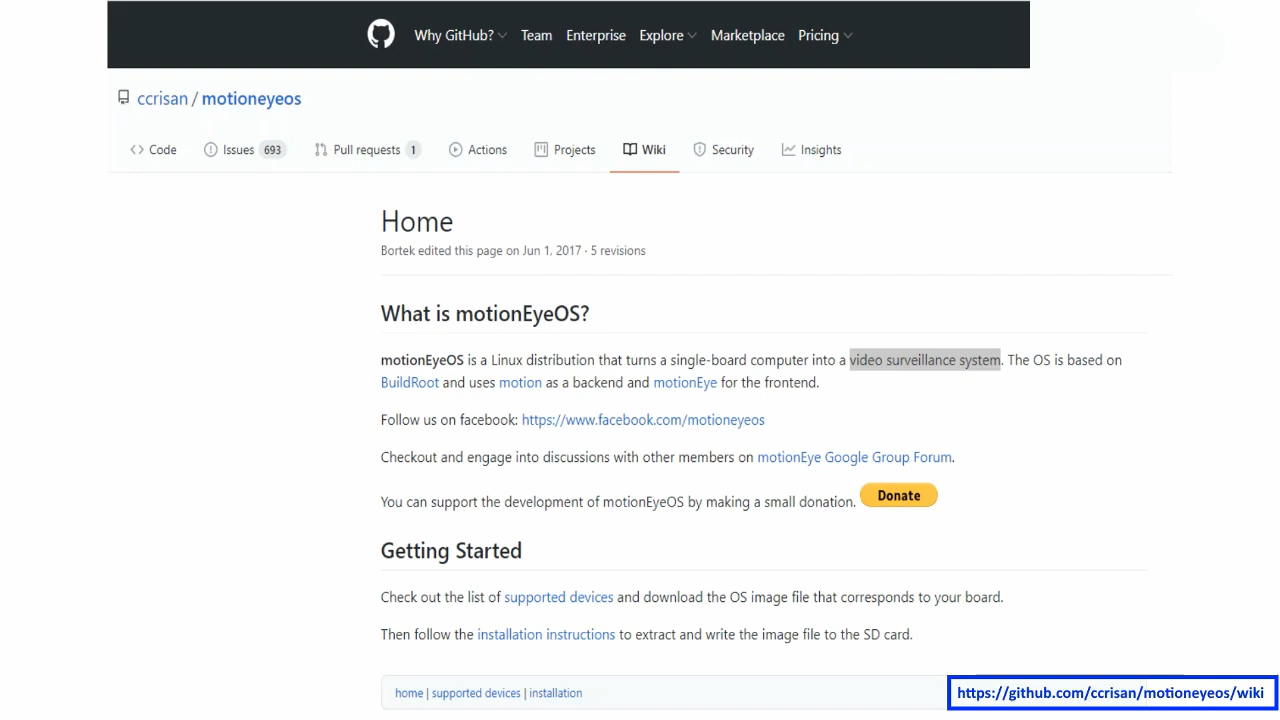 Why GitHub? Team Enterprise Explore Marketplace Pricing
ccrisan / motioneyeos
Code Issues 693 Pull requests 1 Actions Projects Wiki Security Insights
Home
Bortek edited this page on Jun 1, 2017 · 5 revisions
What is motionEyeOS?
motionEyeOS is a Linux distribution that turns a single-board computer into a video surveillance system. The OS is based on
BuildRoot and uses motion as a backend and motionEye for the frontend.
Follow us on facebook: https://www.facebook.com/motioneyeos
Checkout and engage into discussions with other members on motionEye Google Group Forum.
You can support the development of motionEyeOS by making a small donation. Donate
Getting Started
Check out the list of supported devices and download the OS image file that corresponds to your board.
Then follow the installation instructions to extract and write the image file to the SD card.
home | supported devices | installation
https://github.com/ccrisan/motioneyeos/wiki